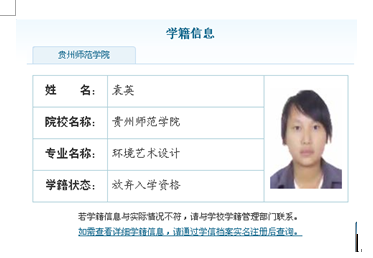 学籍信息
贵州师范学院
姓 名： 袁英
院校名称： 贵州师范学院
专业名称： 环境艺术设计
学籍状态： 放弃入学资格
若学籍信息与实际情况不符，请与学校学籍管理部门联系。
如需查看详细学籍信息，请通过学信档案实名注册后查询。